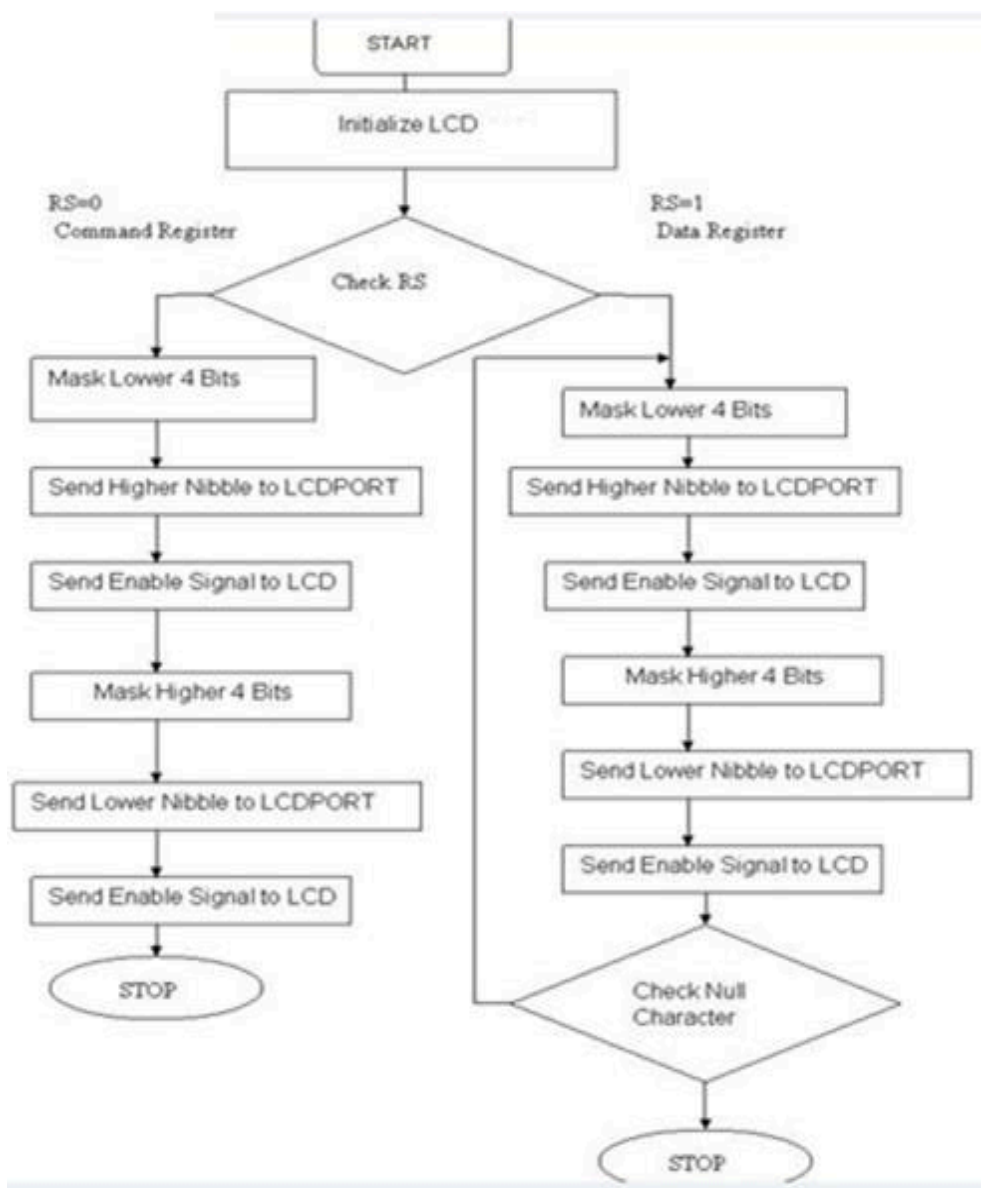 START
Initialize LCD
RS=0
Command Register
RS=1
Data Register
Check RS
Mask Lower 4 Bits
Send Higher Nibble to LCDPORT
Send Enable Signal to LCD
Mask Higher 4 Bits
Send Lower Nibble to LCDPORT
Send Enable Signal to LCD
STOP
Mask Lower 4 Bits
Send Higher Nibble to LCDPORT
Send Enable Signal to LCD
Mask Higher 4 Bits
Send Lower Nibble to LCDPORT
Send Enable Signal to LCD
Check Null
Character
STOP